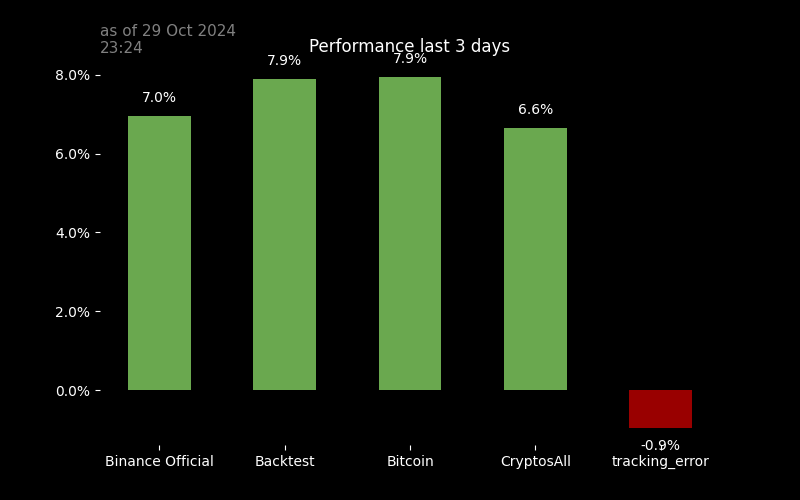 as of 29 Oct 2024
23:24
Performance last 3 days
8.0%
6.0%
4.0%
2.0%
0.0%
7.0%
7.9%
7.9%
6.6%
-0.9%
Binance Official
Backtest
Bitcoin
CryptosAll
tracking_error